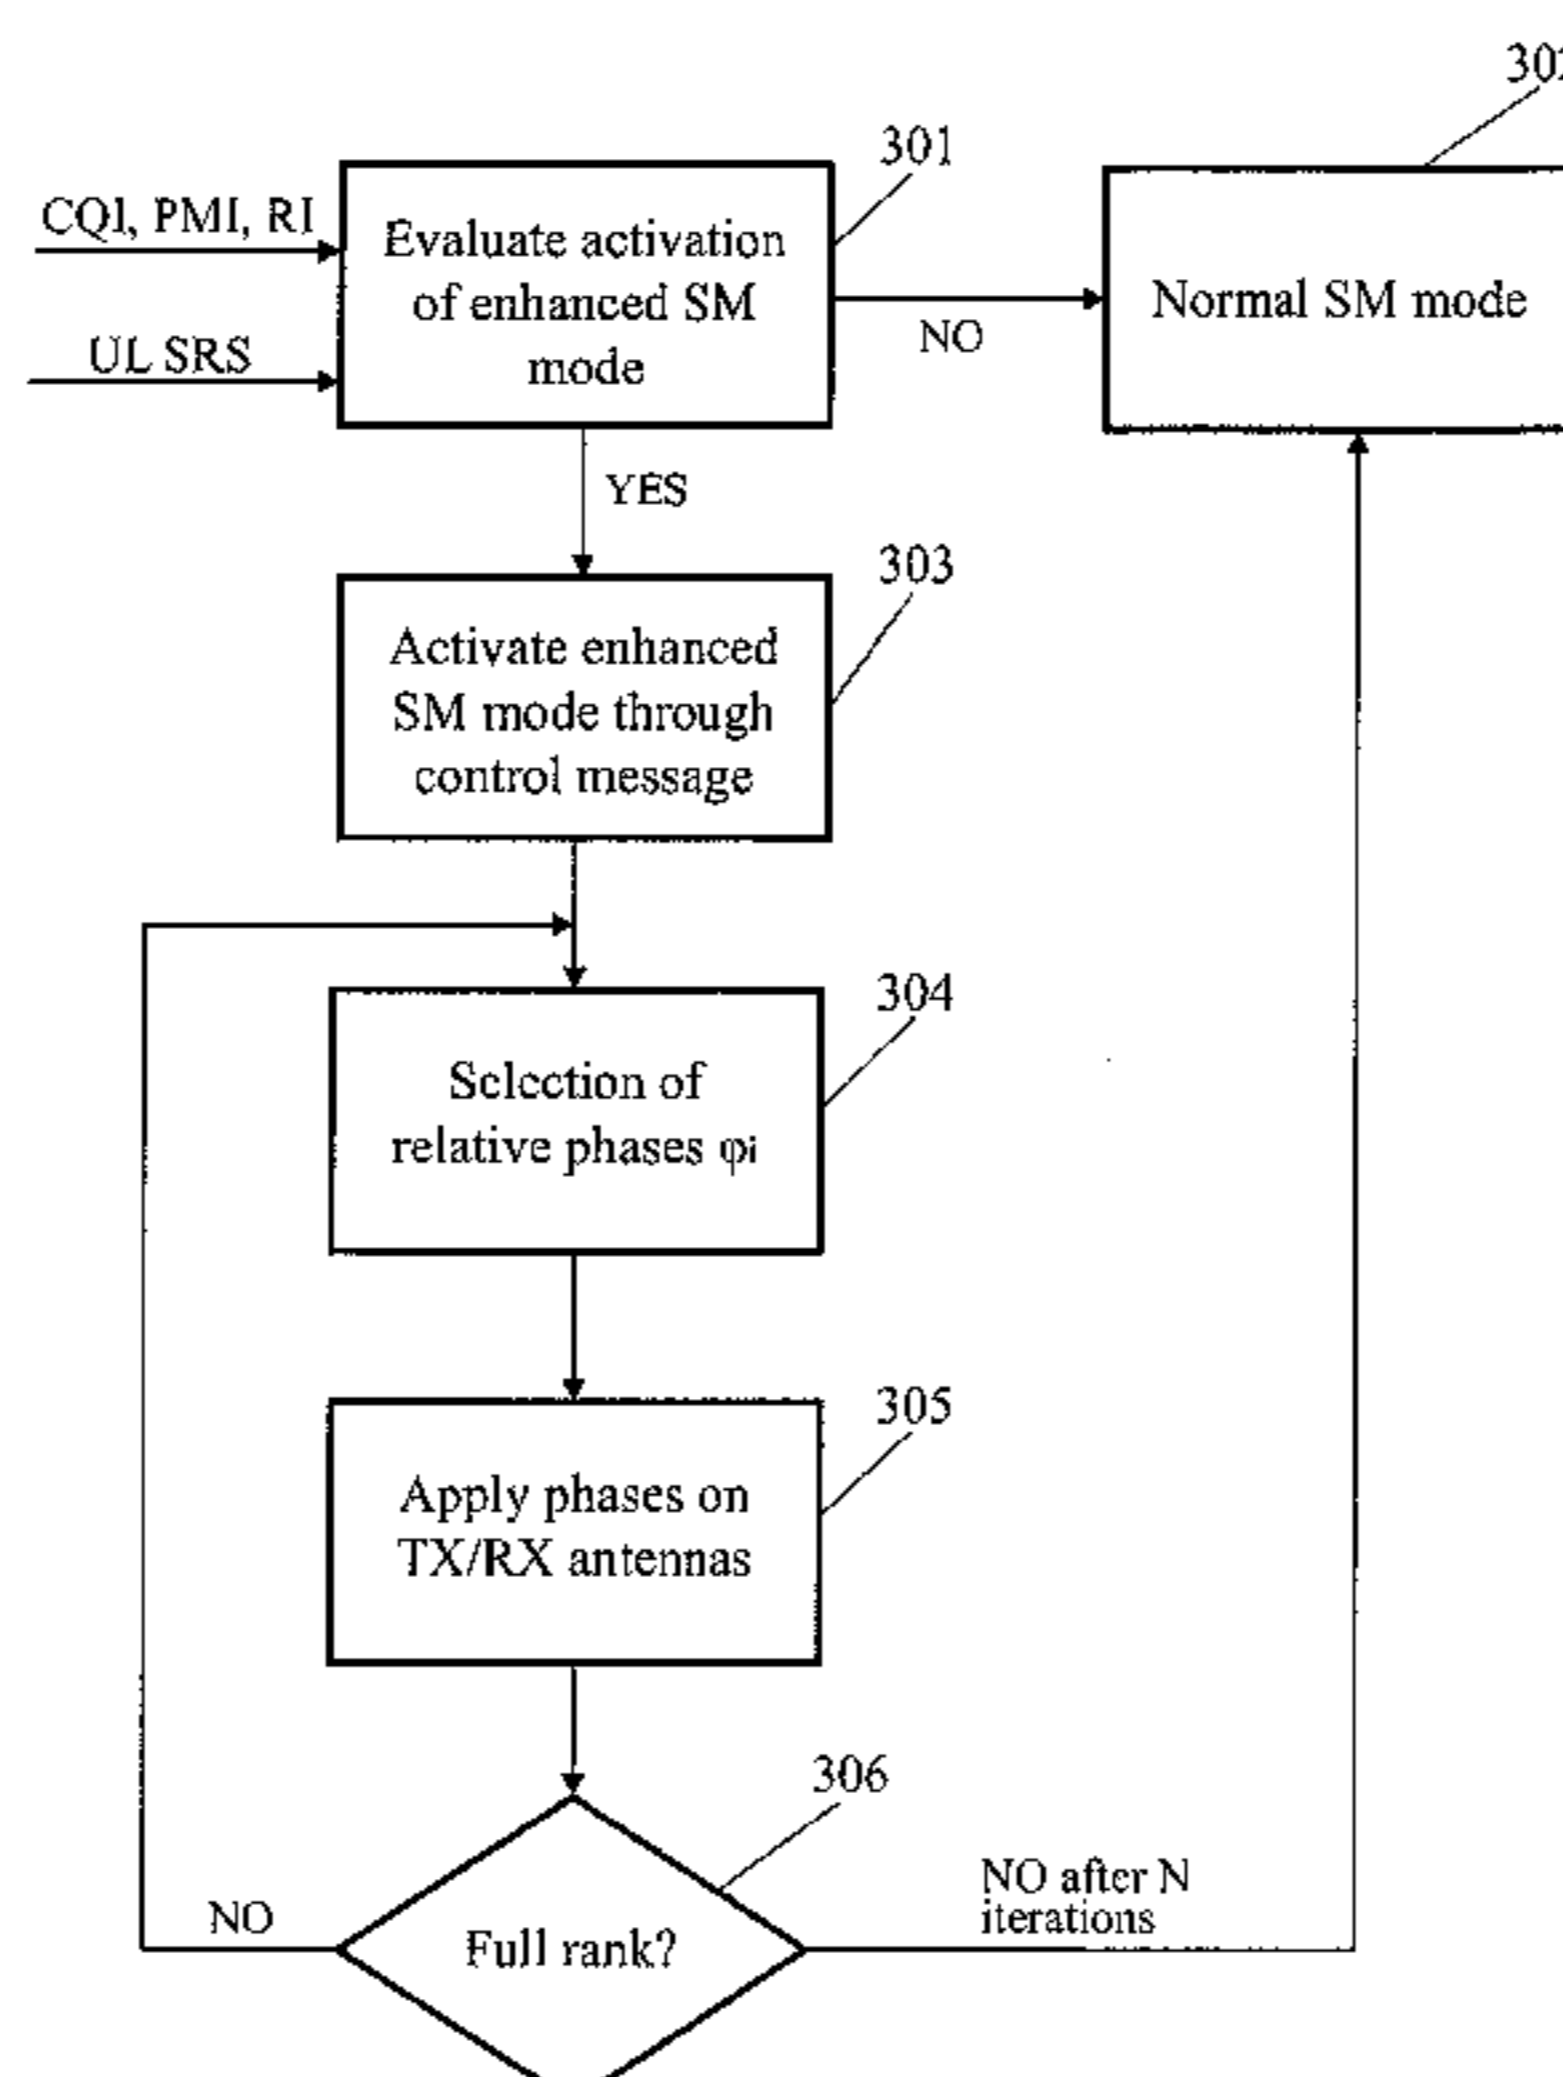 302
301
CQI, PMI, RI
Evaluate activation
of enhanced SM
mode
UL SRS
NO
Normal SM mode
YES
303
Activate enhanced
SM mode through
control message
304
Selection of
relative phases φi
305
Apply phases on
TX/RX antennas
306
NO
Full rank?
NO after N
iterations